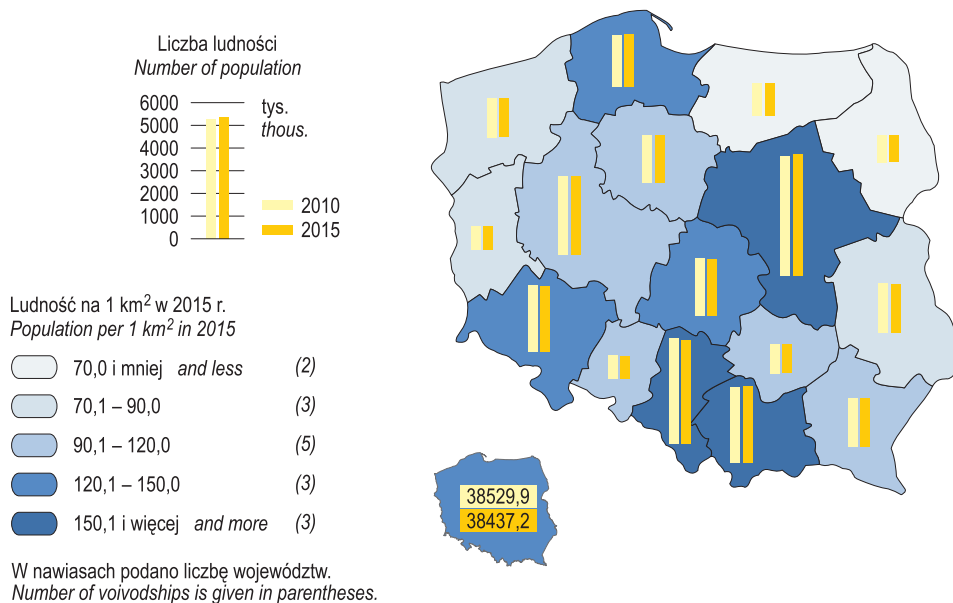 Liczba ludności
Number of population
6000
5000
4000
3000
2000
1000
0
tys.
thous.
2010
2015
Ludność na 1 km² w 2015 r.
Population per 1 km² in 2015
70,0 i mniej and less (2)
70,1 – 90,0 (3)
90,1 – 120,0 (5)
120,1 – 150,0 (3)
150,1 i więcej and more (3)
38529,9
38437,2
W nawiasach podano liczbę województw.
Number of voivodships is given in parentheses.